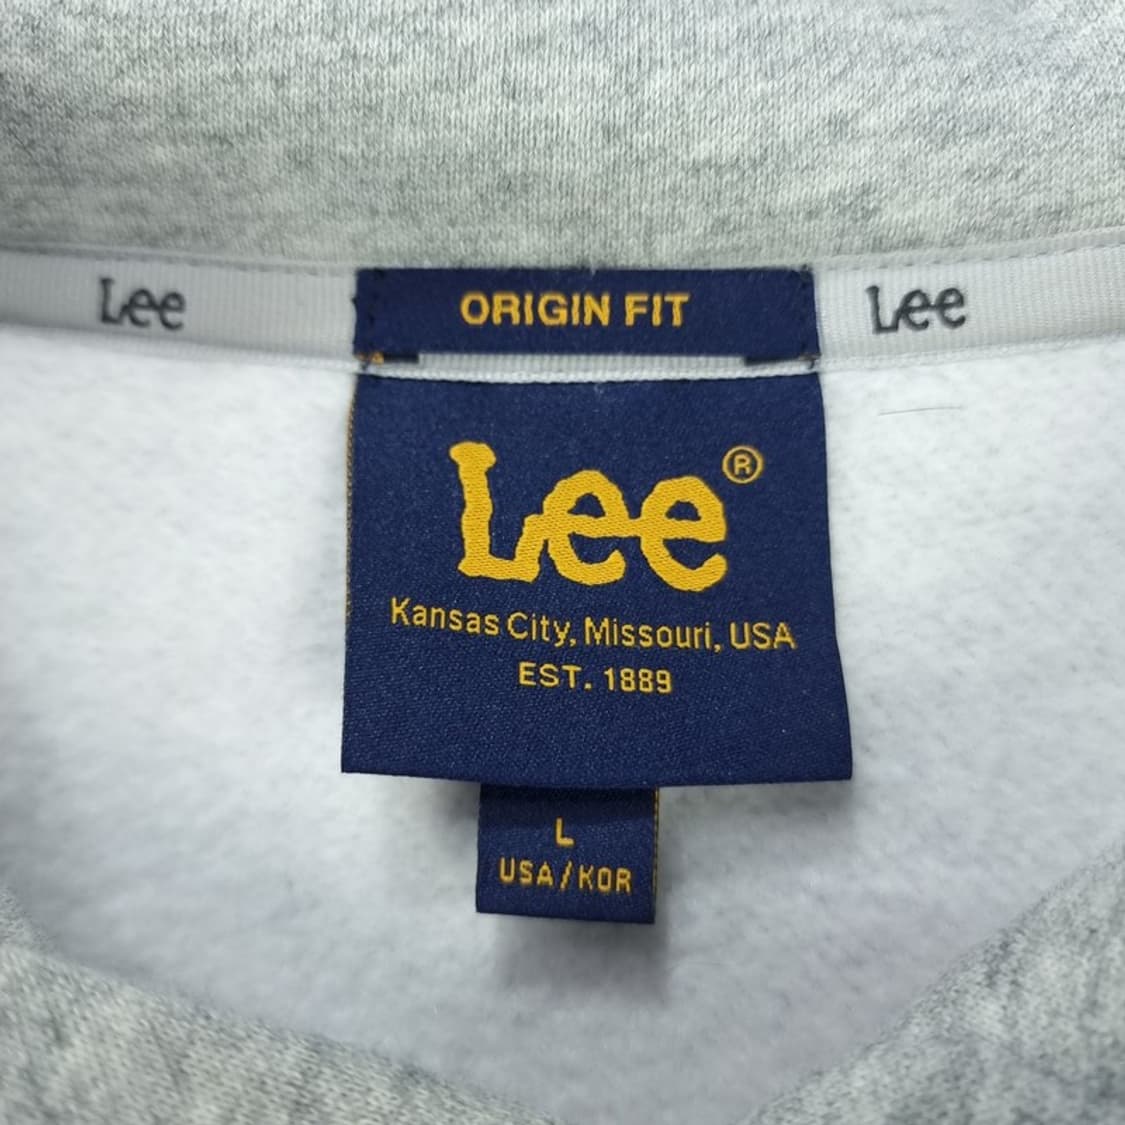 Lee
ORIGIN FIT
Lee
Lee®
Kansas City, Missouri, USA
EST. 1889
L
USA/KOR